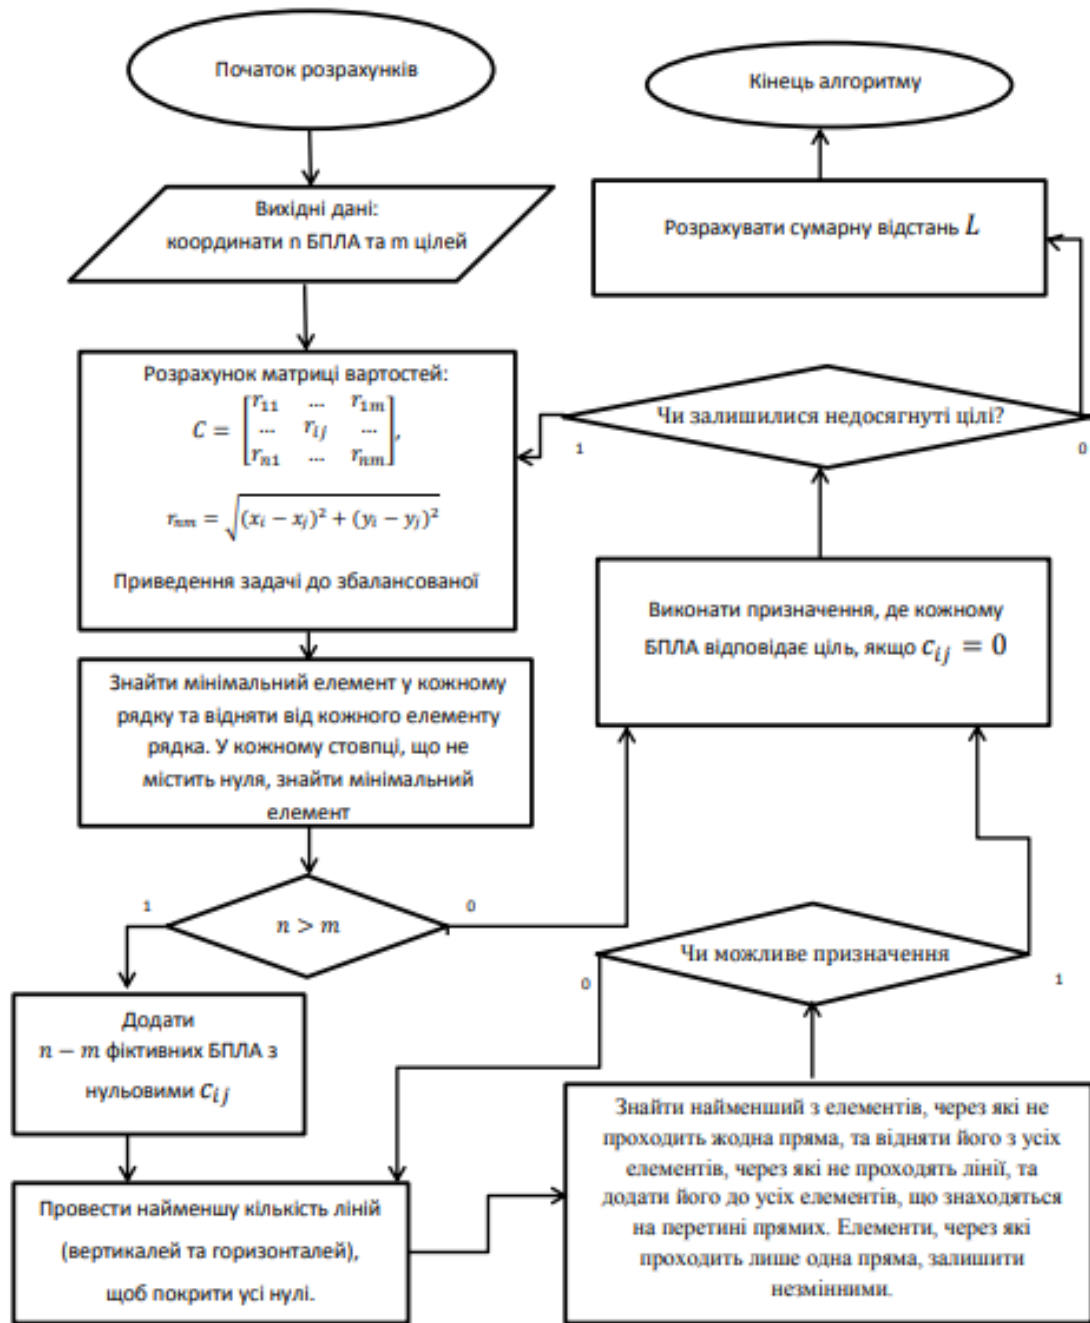 Початок розрахунків
Вихідні дані:
координати n БПЛА та m цілей
Розрахунок матриці вартостей:
r₁₁ ... r₁ₘ
C = ... rᵢⱼ ... ,
rₙ₁ ... rₙₘ
rₙₘ = √(xᵢ − xⱼ)² + (yᵢ − yⱼ)²
Приведення задачі до збалансованої
Знайти мінімальний елемент у кожному
рядку та відняти від кожного елементу
рядка. У кожному стовпці, що не
містить нуля, знайти мінімальний
елемент
1
n > m
0
Додати
n − m фіктивних БПЛА з
нульовими cᵢⱼ
Провести найменшу кількість ліній
(вертикалей та горизонталей),
щоб покрити усі нулі.
Знайти найменший з елементів, через які не
проходить жодна пряма, та відняти його з усіх
елементів, через які не проходять лінії, та
додати його до усіх елементів, що знаходяться
на перетині прямих. Елементи, через які
проходить лише одна пряма, залишити
незмінними.
Чи можливе призначення
0
1
Виконати призначення, де кожному
БПЛА відповідає ціль, якщо cᵢⱼ = 0
Чи залишилися недосягнуті цілі?
1
0
Розрахувати сумарну відстань L
Кінець алгоритму